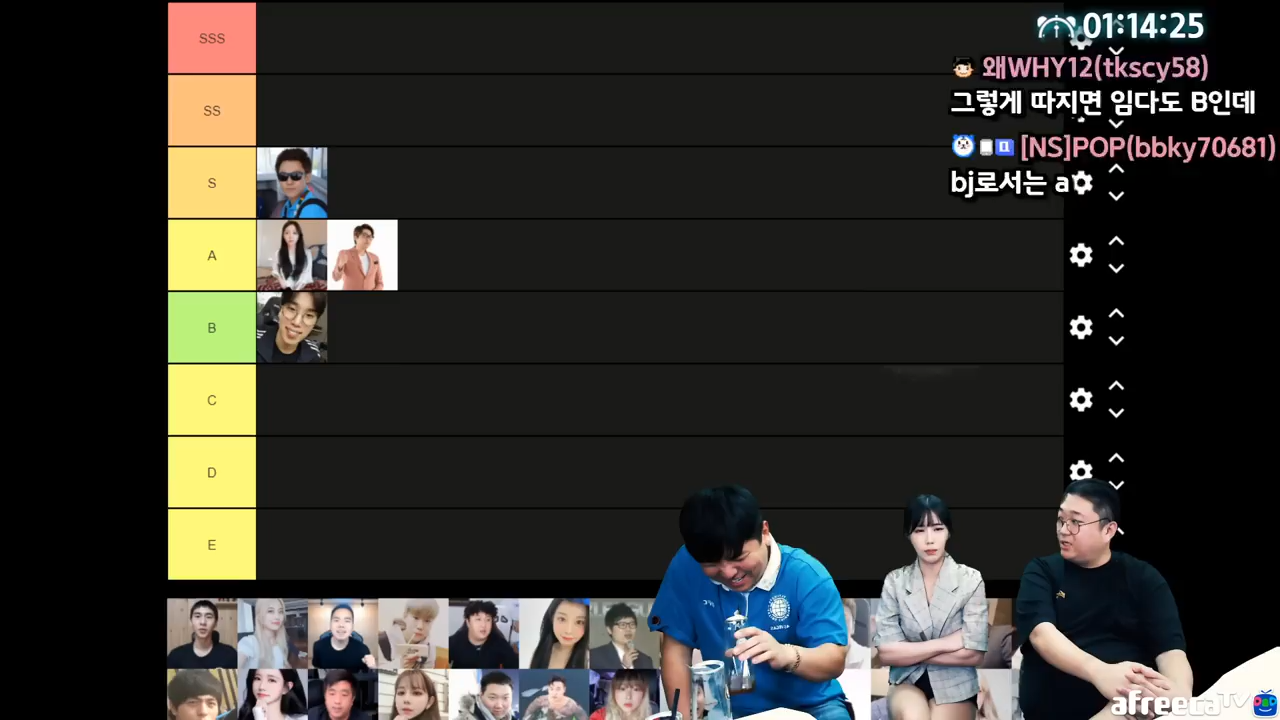 SSS
01:14:25
왜WHY12(tkscy58)
그렇게 따지면 임다도 B인데
SS
[NS]POP(bbky70681)
bj로서는 a
S
A
B
C
D
E
afreecaTV